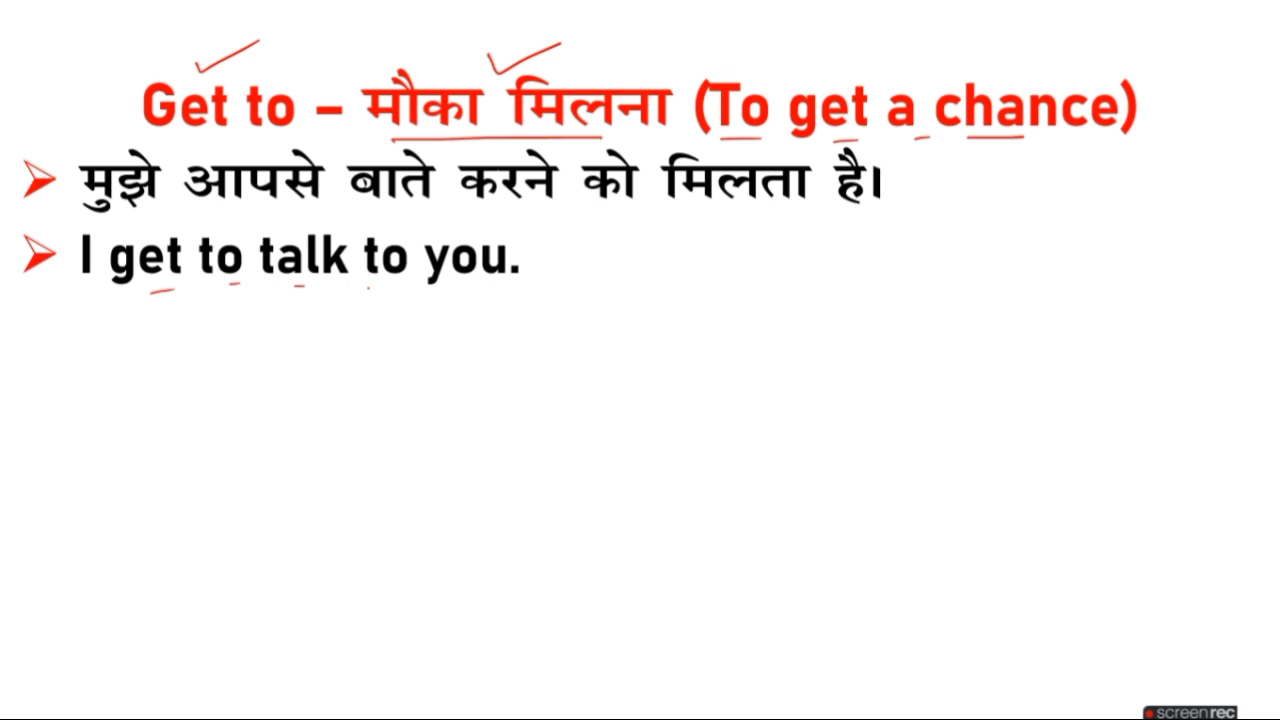 Get to – मौका मिलना (To get a chance)
मुझे आपसे बाते करने को मिलता है।
I get to talk to you.
screenrec